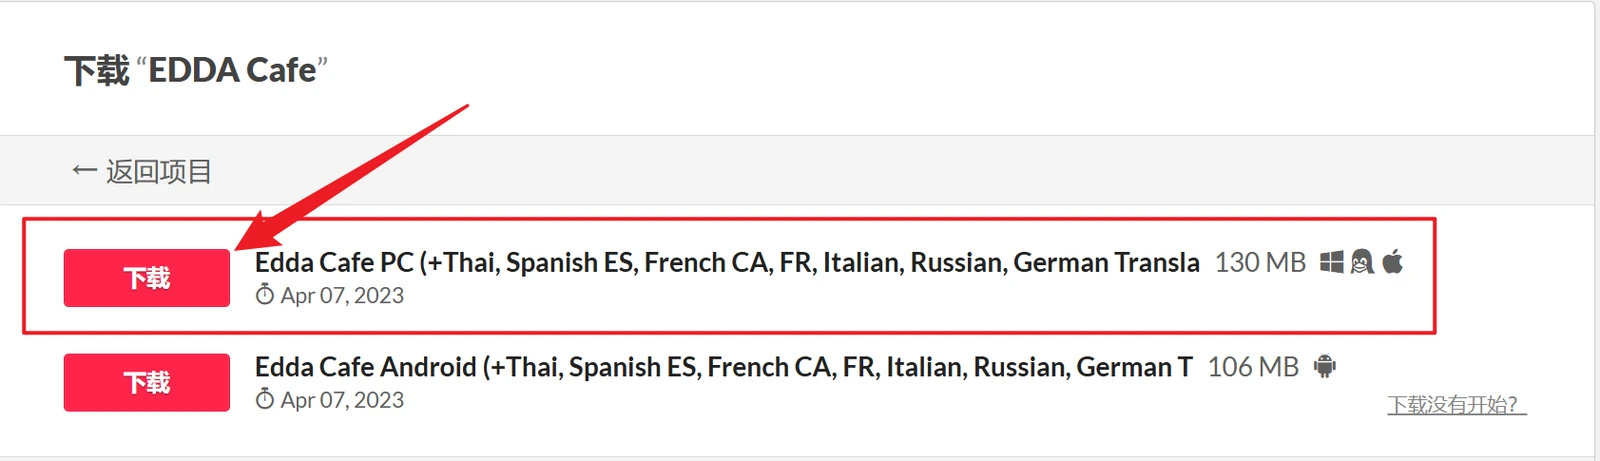 下载 “EDDA Cafe”
← 返回项目
下载 Edda Cafe PC (+Thai, Spanish ES, French CA, FR, Italian, Russian, German Transla 130 MB
Apr 07, 2023
下载 Edda Cafe Android (+Thai, Spanish ES, French CA, FR, Italian, Russian, German T 106 MB
Apr 07, 2023
下载没有开始?